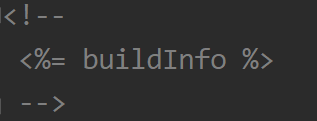 <!--
<%= buildInfo %>
-->